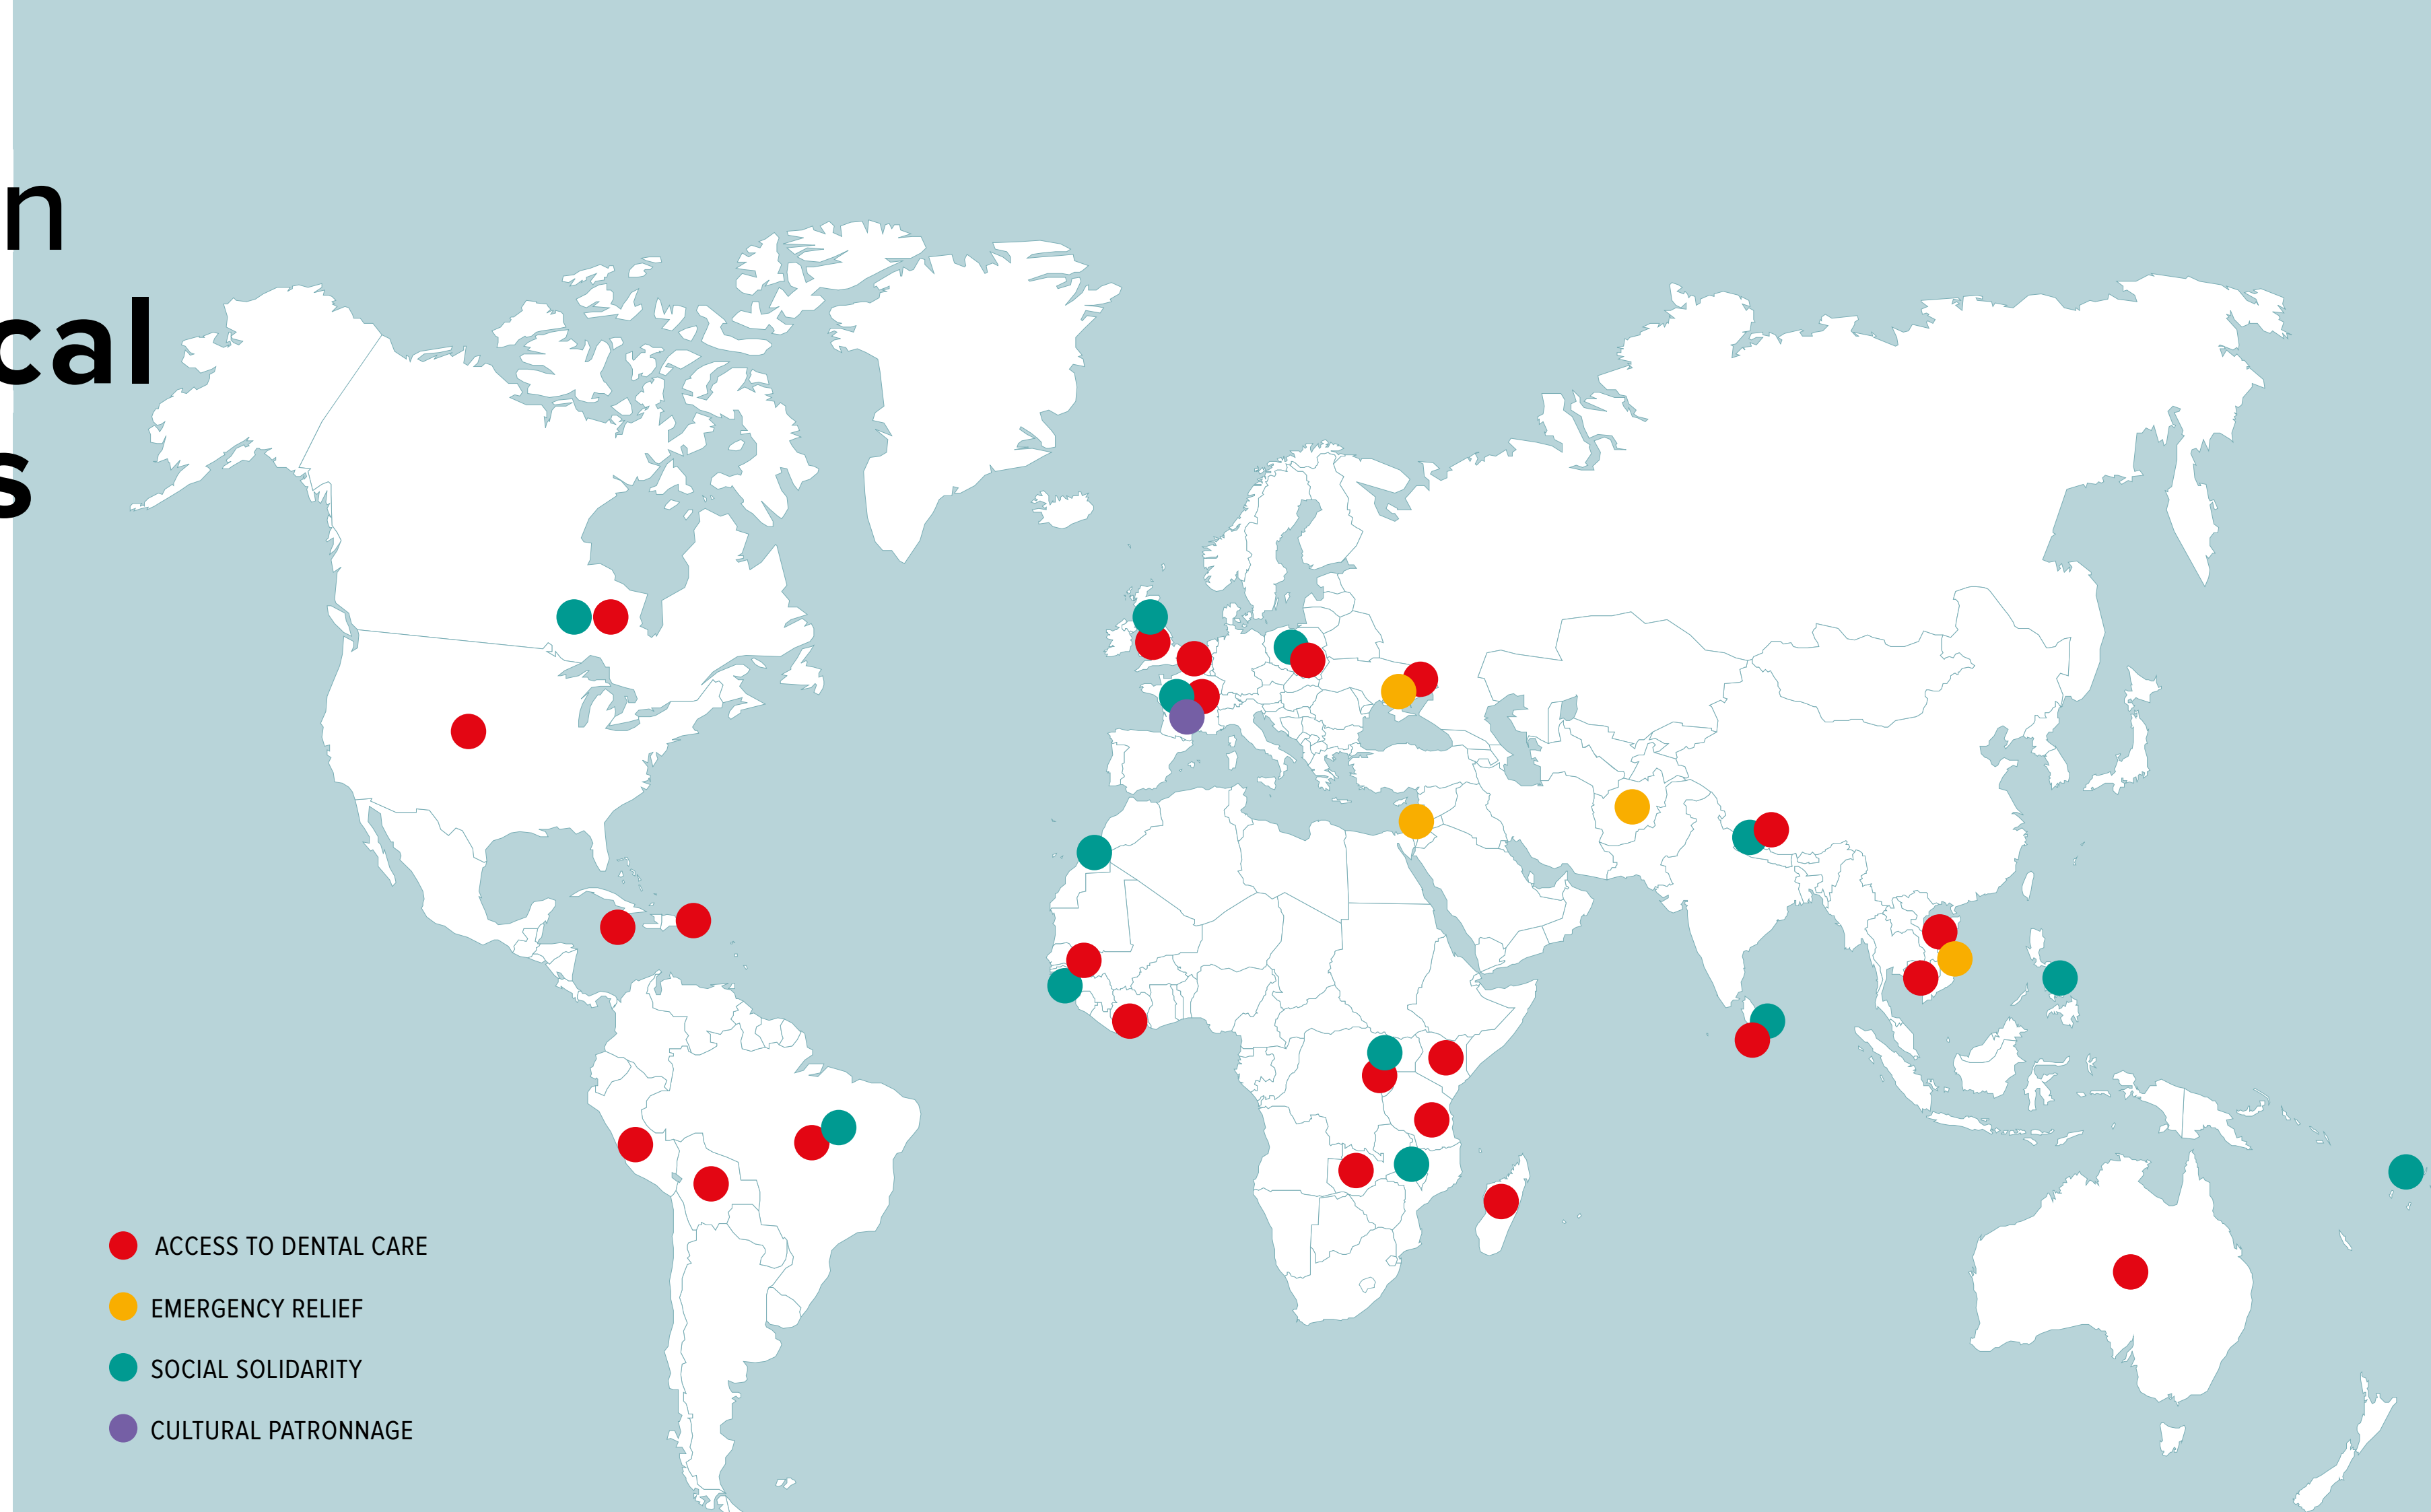 n
cal
s
ACCESS TO DENTAL CARE
EMERGENCY RELIEF
SOCIAL SOLIDARITY
CULTURAL PATRONNAGE